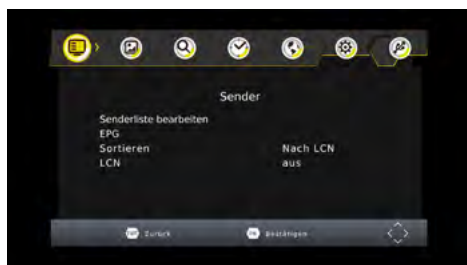 Sender
Senderliste bearbeiten
EPG
Sortieren Nach LCN
LCN aus
Zurück Bestätigen